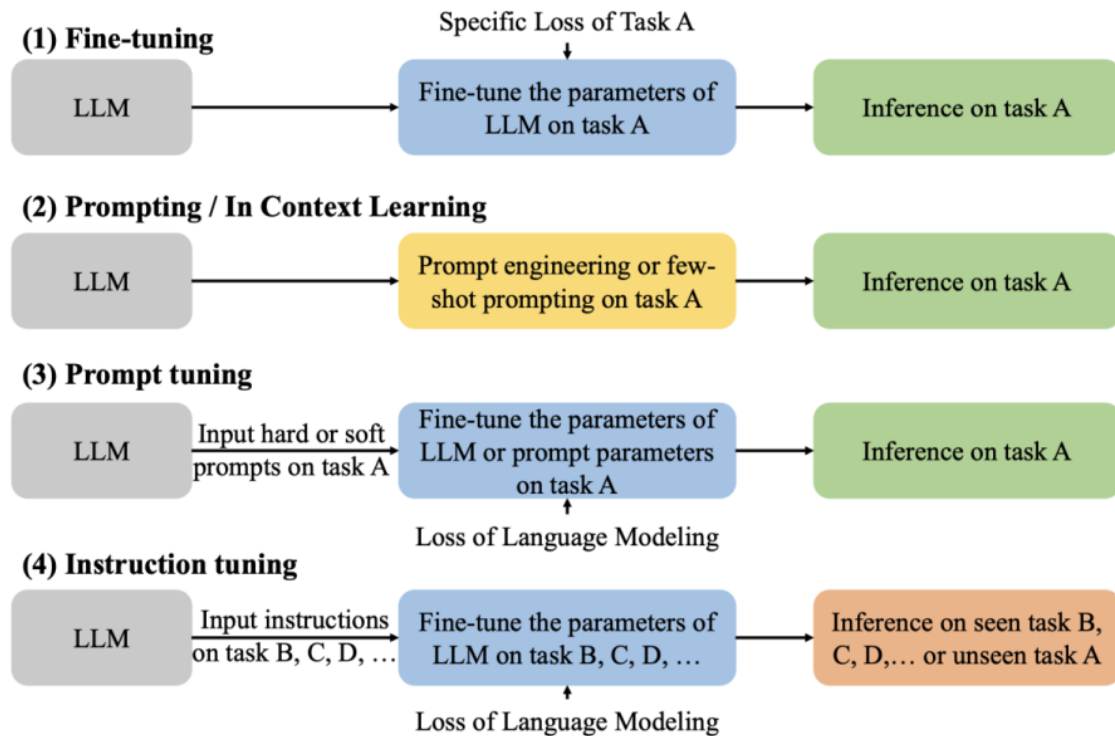 Specific Loss of Task A
(1) Fine-tuning
LLM
Fine-tune the parameters of
LLM on task A
Inference on task A
(2) Prompting / In Context Learning
LLM
Prompt engineering or few-
shot prompting on task A
Inference on task A
(3) Prompt tuning
LLM
Input hard or soft
prompts on task A
Fine-tune the parameters of
LLM or prompt parameters
on task A
Inference on task A
Loss of Language Modeling
(4) Instruction tuning
LLM
Input instructions
on task B, C, D, …
Fine-tune the parameters of
LLM on task B, C, D, …
Inference on seen task B,
C, D,… or unseen task A
Loss of Language Modeling